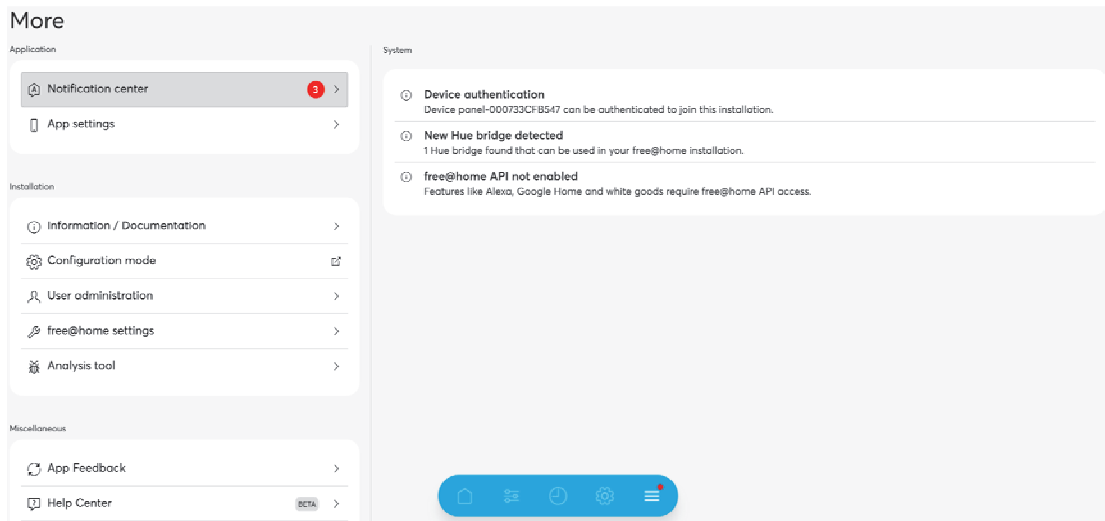 More
Application
Notification center
3
App settings
Installation
Information / Documentation
Configuration mode
User administration
free@home settings
Analysis tool
Miscellaneous
App Feedback
Help Center
BETA
System
Device authentication
Device panel-000733CFB547 can be authenticated to join this installation.
New Hue bridge detected
1 Hue bridge found that can be used in your free@home installation.
free@home API not enabled
Features like Alexa, Google Home and white goods require free@home API access.